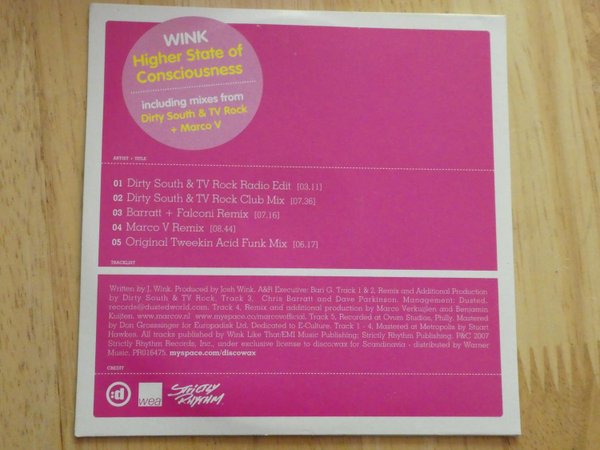 WINK
Higher State of
Consciousness
including mixes from
Dirty South & TV Rock
+ Marco V
ARTIST + TITLE
01 Dirty South & TV Rock Radio Edit [03.11]
02 Dirty South & TV Rock Club Mix [07.36]
03 Barratt + Falconi Remix [07.16]
04 Marco V Remix [08.44]
05 Original Tweekin Acid Funk Mix [06.17]
TRACKLIST
Written by J. Wink. Produced by Josh Wink. A&R Executive: Bari G. Track 1 & 2, Remix and Additional Production
by Dirty South & TV Rock. Track 3, Chris Barratt and Dave Parkinson. Management: Dusted.
records@dustedworld.com, Track 4, Remix and additional production by Marco Verkuijlen and Benjamin
Kuijten. www.marcov.nl www.myspace.com/marcovofficial. Track 5, Recorded at Ovum Studios, Philly. Mastered
by Don Grossinger for Europadisk Ltd. Dedicated to E-Culture. Track 1 - 4, Mastered at Metropolis by Stuart
Hawkes. All tracks published by Wink Like That:EMI Music Publishing: Strictly Rhythm Publishing. P&C 2007
Strictly Rhythm Records, Inc., under exclusive license to discowax for Scandinavia - distributed by Warner
Music. PR016475. myspace.com/discowax
CREDIT
:d
wea
STRICTLY
RHYTHM